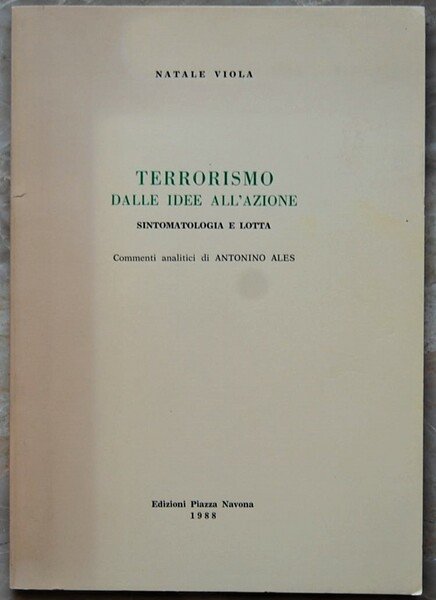 NATALE VIOLA
TERRORISMO
DALLE IDEE ALL'AZIONE
SINTOMATOLOGIA E LOTTA
Commenti analitici di ANTONINO ALES
Edizioni Piazza Navona
1988